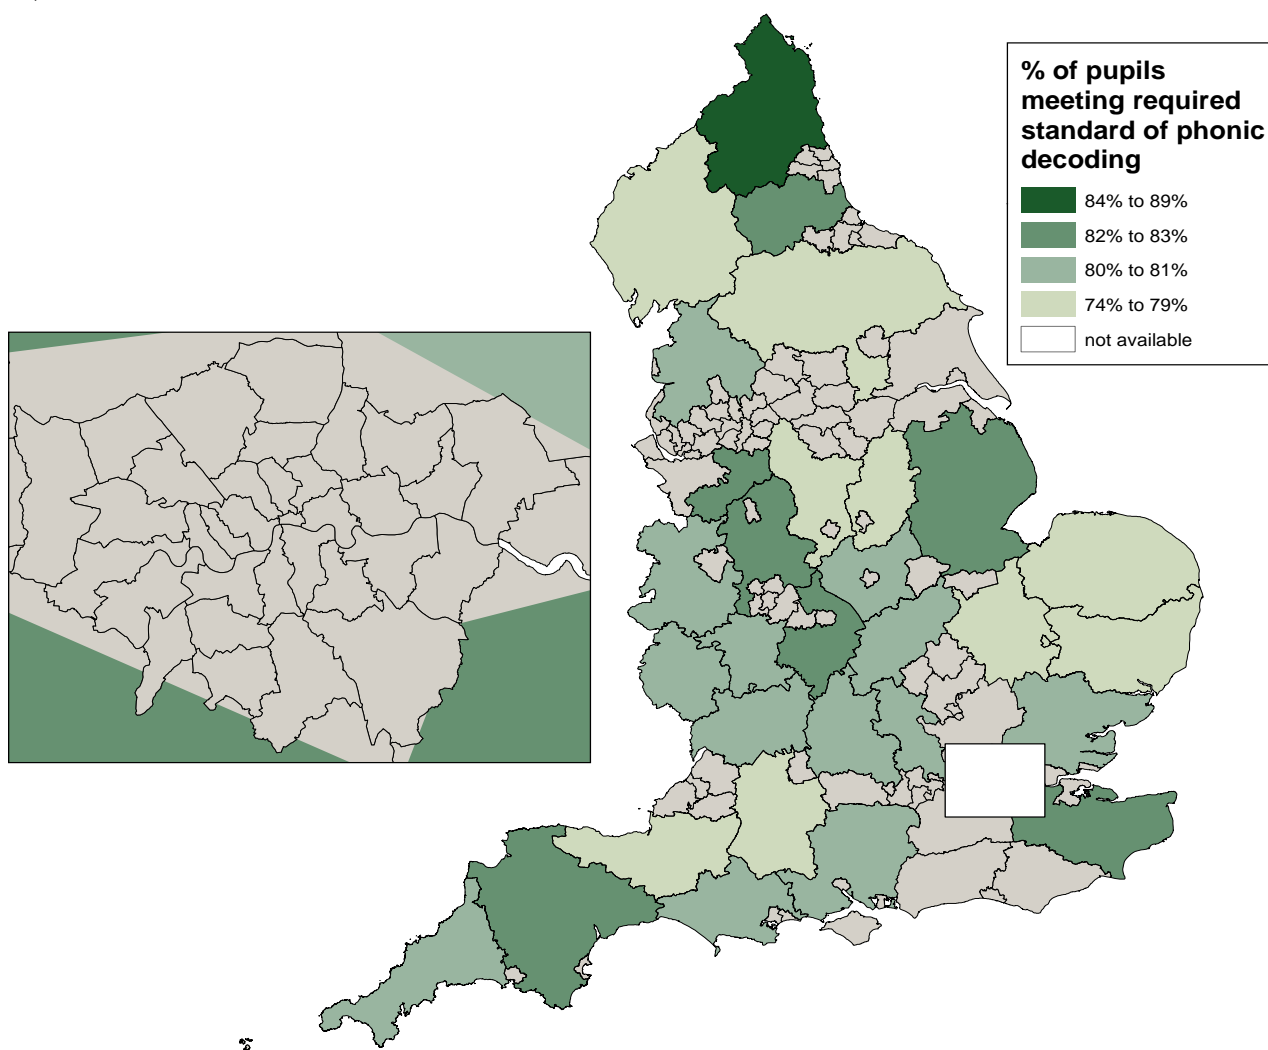 % of pupils
meeting required
standard of phonic
decoding
84% to 89%
82% to 83%
80% to 81%
74% to 79%
not available